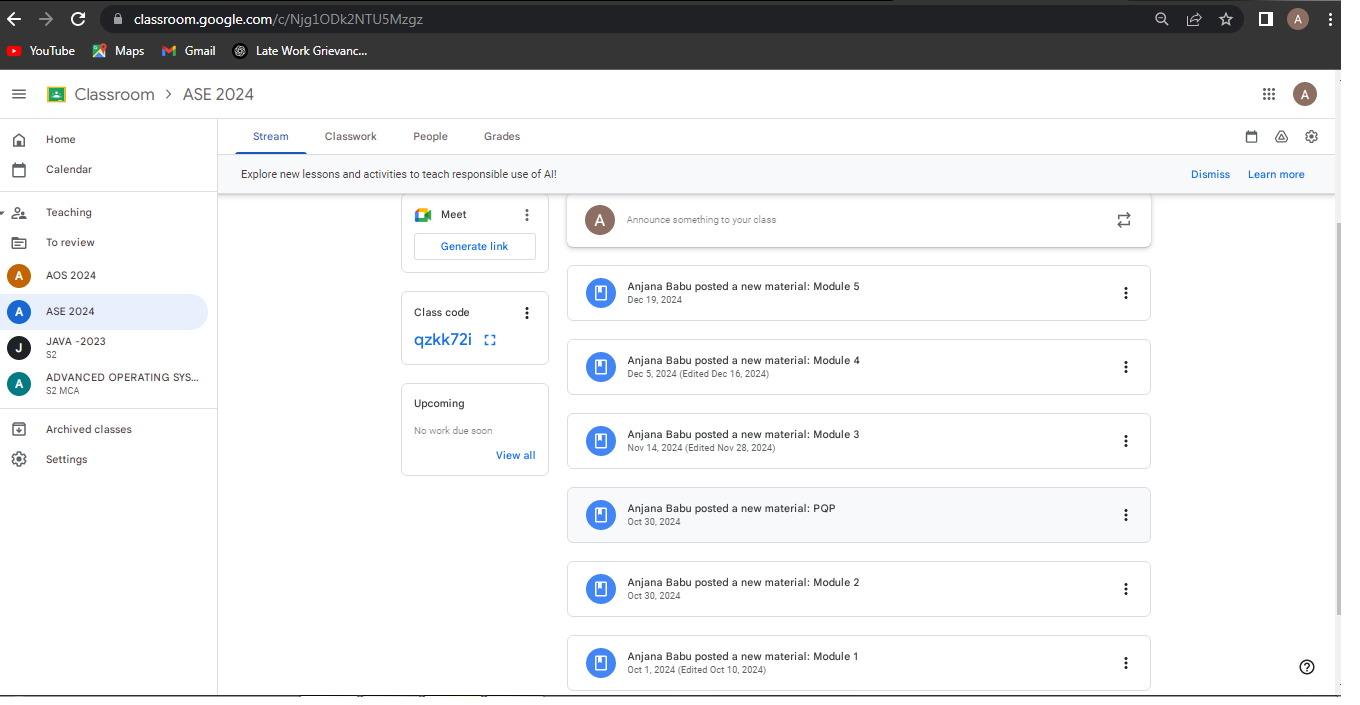 classroom.google.com/c/Njg1ODk2NTU5Mzgz
A
YouTube
Maps
Gmail
Late Work Grievanc...
Classroom > ASE 2024
A
Home
Calendar
Teaching
To review
A AOS 2024
A ASE 2024
J JAVA -2023
S2
A ADVANCED OPERATING SYS...
S2 MCA
Archived classes
Settings
Stream
Classwork
People
Grades
Explore new lessons and activities to teach responsible use of AI!
Dismiss
Learn more
Meet
Generate link
Class code
qzkk72i
Upcoming
No work due soon
View all
A Announce something to your class
Anjana Babu posted a new material: Module 5
Dec 19, 2024
Anjana Babu posted a new material: Module 4
Dec 5, 2024 (Edited Dec 16, 2024)
Anjana Babu posted a new material: Module 3
Nov 14, 2024 (Edited Nov 28, 2024)
Anjana Babu posted a new material: PQP
Oct 30, 2024
Anjana Babu posted a new material: Module 2
Oct 30, 2024
Anjana Babu posted a new material: Module 1
Oct 1, 2024 (Edited Oct 10, 2024)